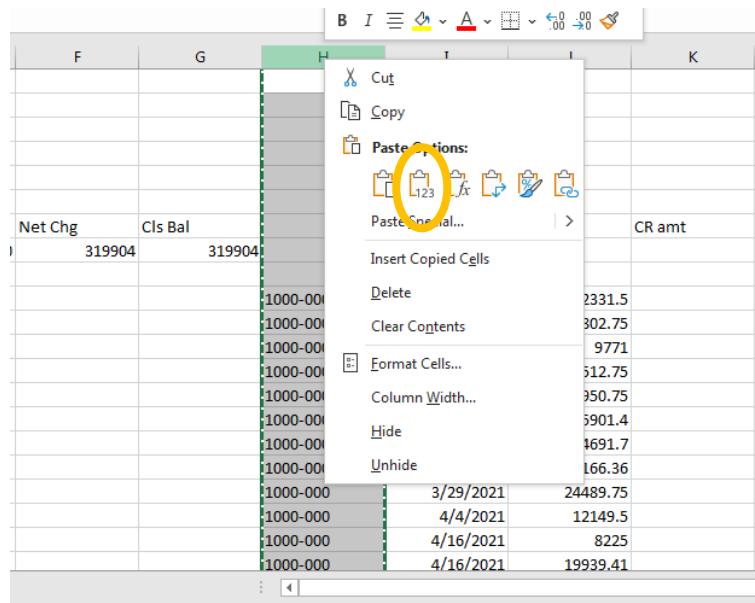 B I A .00 .0 .00 .0
F G H I J K
Cut
Copy
Paste Options:
123 fx %
Paste Special...
Insert Copied Cells
Delete
Clear Contents
Format Cells...
Column Width...
Hide
Unhide
Net Chg Cls Bal CR amt
319904 319904
1000-000 2331.5
1000-000 302.75
1000-000 9771
1000-000 512.75
1000-000 950.75
1000-000 5901.4
1000-000 4691.7
1000-000 166.36
1000-000 3/29/2021 24489.75
1000-000 4/4/2021 12149.5
1000-000 4/16/2021 8225
1000-000 4/16/2021 19939.41